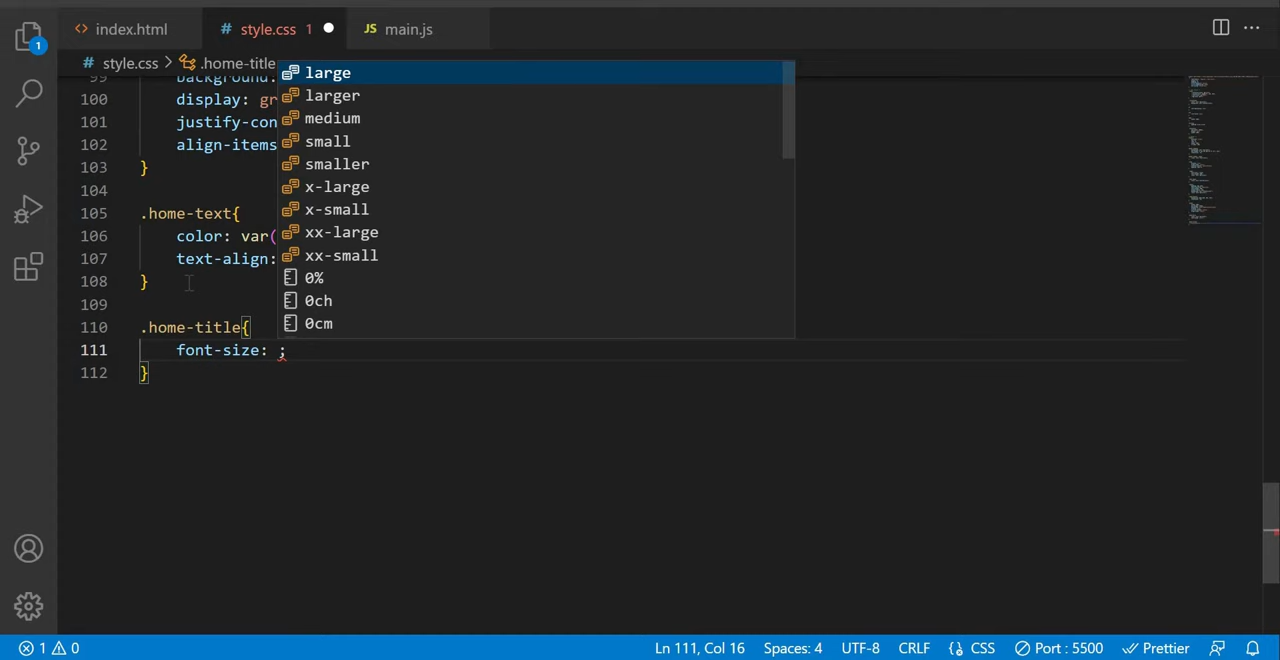 index.html
# style.css 1
JS main.js
1
# style.css > .home-title
99 background:
100 display: gr
101 justify-con
102 align-items
103 }
104
105 .home-text{
106 color: var(
107 text-align:
108 }
109
110 .home-title{
111 font-size: ;
112 }
large
larger
medium
small
smaller
x-large
x-small
xx-large
xx-small
0%
0ch
0cm
1 0 Ln 111, Col 16 Spaces: 4 UTF-8 CRLF {} CSS Port : 5500 Prettier